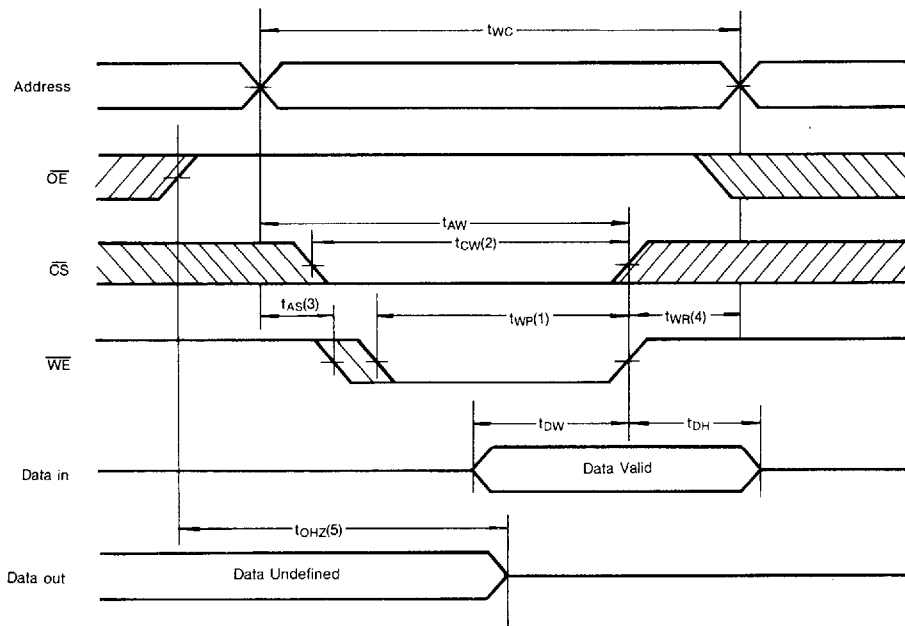 tWC
Address
OE
tAW
tCW(2)
CS
tAS(3)
tWP(1)
tWR(4)
WE
tDW
tDH
Data in
Data Valid
tOHZ(5)
Data out
Data Undefined